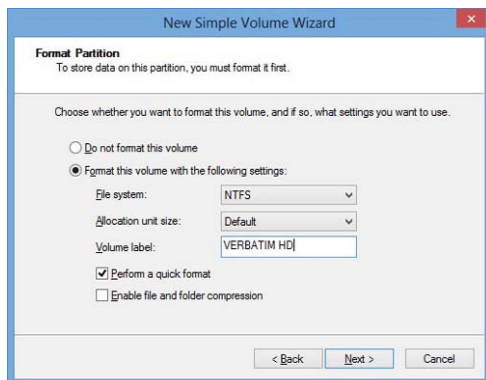 New Simple Volume Wizard
Format Partition
To store data on this partition, you must format it first.
Choose whether you want to format this volume, and if so, what settings you want to use.
Do not format this volume
Format this volume with the following settings:
File system: NTFS
Allocation unit size: Default
Volume label: VERBATIM HD
Perform a quick format
Enable file and folder compression
< Back Next > Cancel